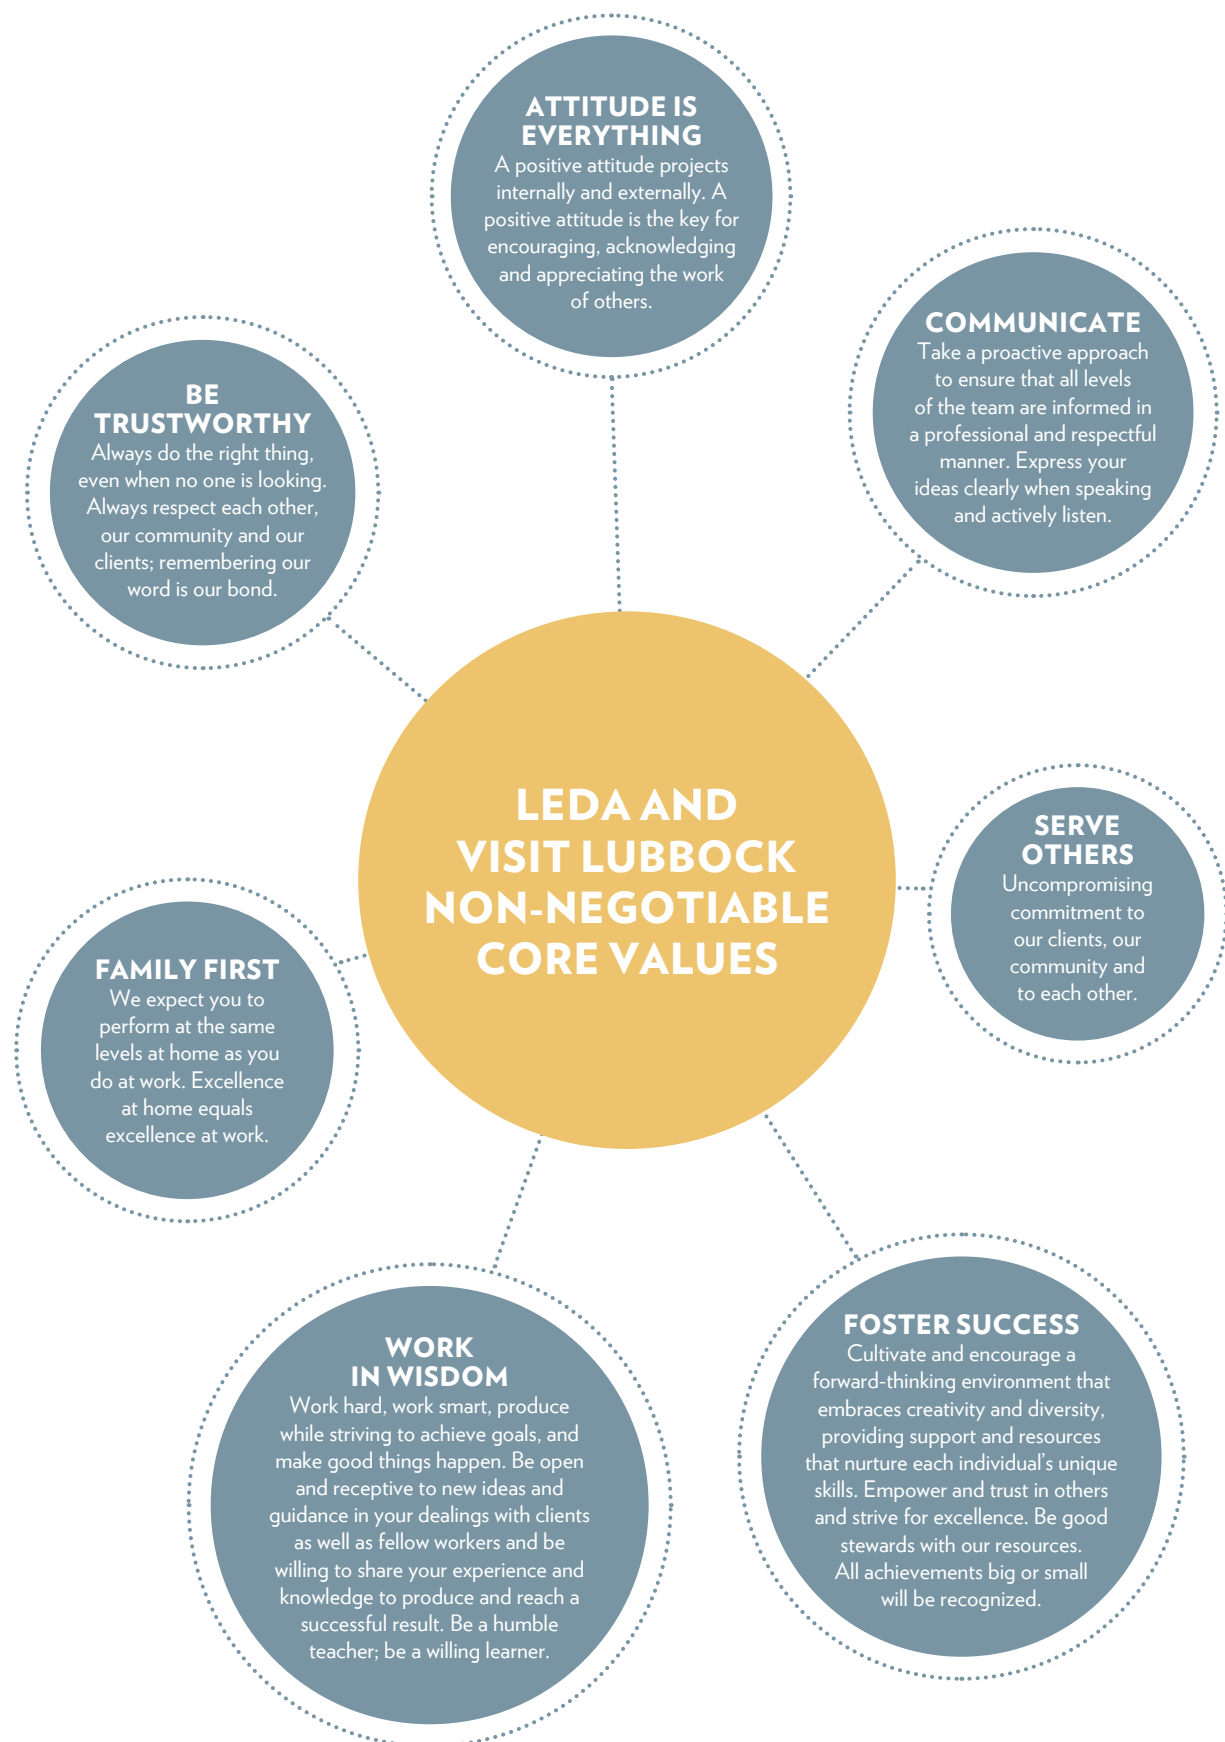 ATTITUDE IS
EVERYTHING
A positive attitude projects
internally and externally. A
positive attitude is the key for
encouraging, acknowledging
and appreciating the work
of others.
COMMUNICATE
Take a proactive approach
to ensure that all levels
of the team are informed in
a professional and respectful
manner. Express your
ideas clearly when speaking
and actively listen.
BE
TRUSTWORTHY
Always do the right thing,
even when no one is looking.
Always respect each other,
our community and our
clients; remembering our
word is our bond.
LEDA AND
VISIT LUBBOCK
NON-NEGOTIABLE
CORE VALUES
SERVE
OTHERS
Uncompromising
commitment to
our clients, our
community and
to each other.
FAMILY FIRST
We expect you to
perform at the same
levels at home as you
do at work. Excellence
at home equals
excellence at work.
FOSTER SUCCESS
Cultivate and encourage a
forward-thinking environment that
embraces creativity and diversity,
providing support and resources
that nurture each individual's unique
skills. Empower and trust in others
and strive for excellence. Be good
stewards with our resources.
All achievements big or small
will be recognized.
WORK
IN WISDOM
Work hard, work smart, produce
while striving to achieve goals, and
make good things happen. Be open
and receptive to new ideas and
guidance in your dealings with clients
as well as fellow workers and be
willing to share your experience and
knowledge to produce and reach a
successful result. Be a humble
teacher; be a willing learner.